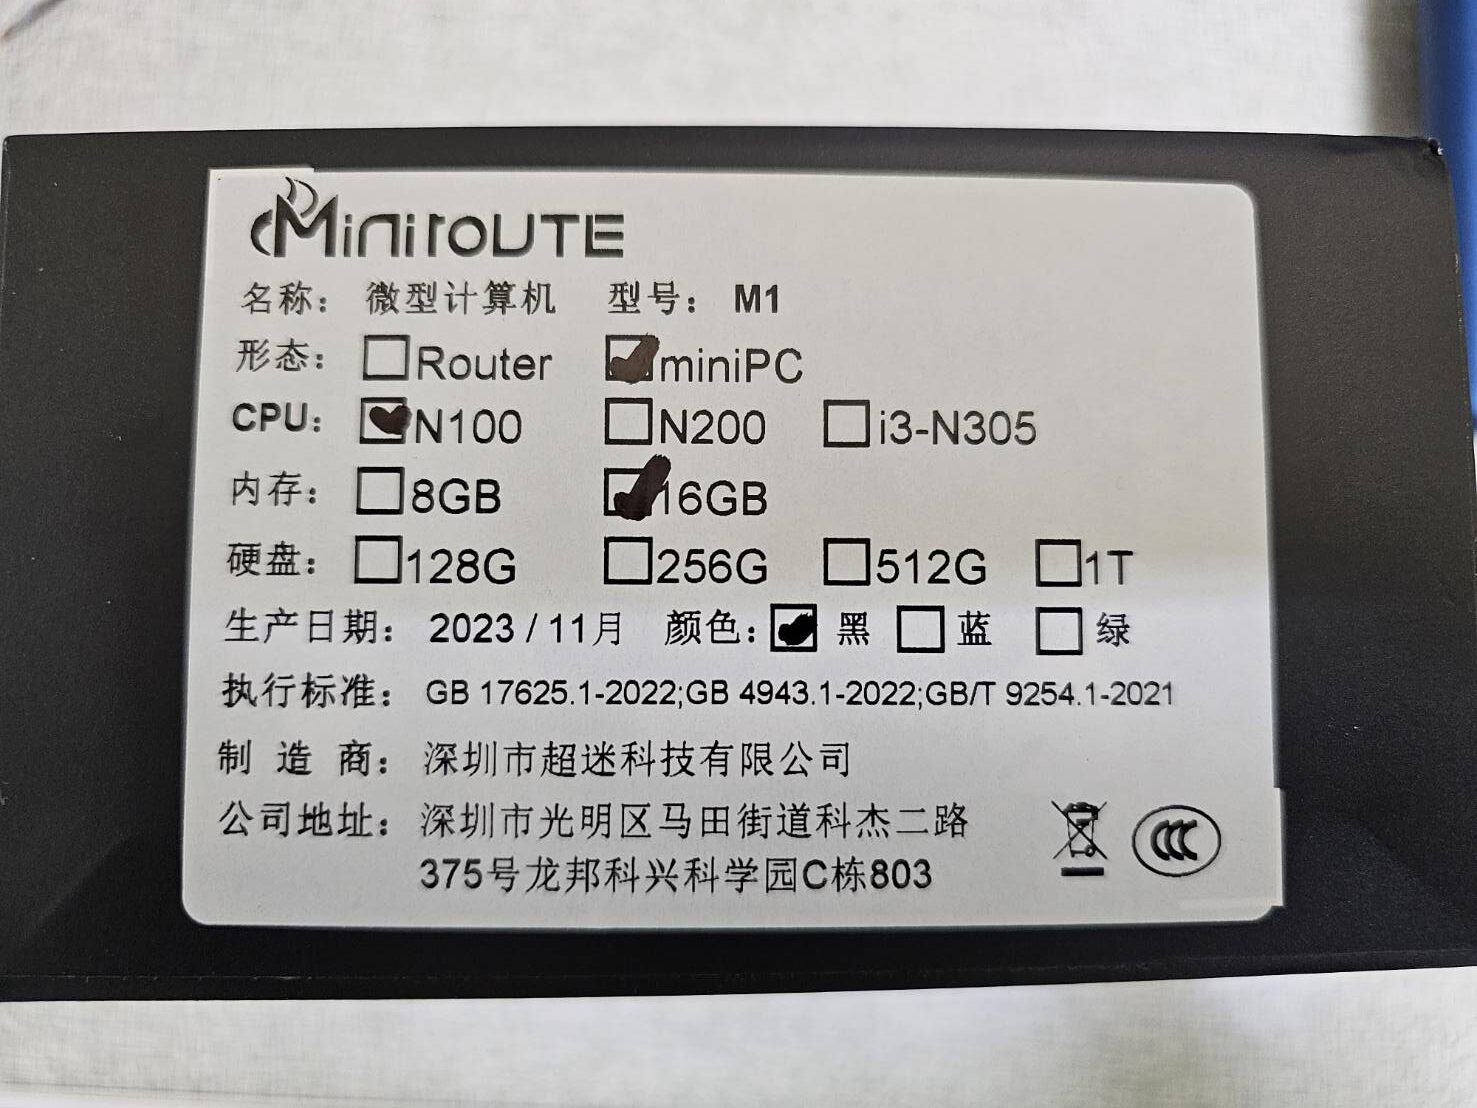 MiniroUTE
名称： 微型计算机 型号： M1
形态： □Router ☑miniPC
CPU： ☑N100 □N200 □i3-N305
内存： □8GB ☑16GB
硬盘： □128G □256G □512G □1T
生产日期： 2023 / 11月 颜色：☑ 黑 □ 蓝 □ 绿
执行标准： GB 17625.1-2022;GB 4943.1-2022;GB/T 9254.1-2021
制 造 商： 深圳市超迷科技有限公司
公司地址： 深圳市光明区马田街道科杰二路
375号龙邦科兴科学园C栋803
CCC